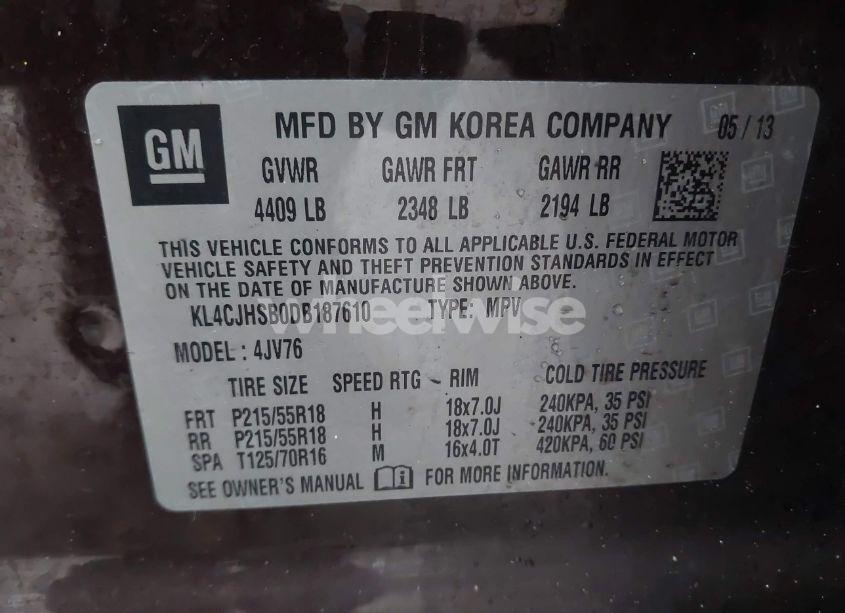 GM
MFD BY GM KOREA COMPANY 05 / 13
GVWR GAWR FRT GAWR RR
4409 LB 2348 LB 2194 LB
THIS VEHICLE CONFORMS TO ALL APPLICABLE U.S. FEDERAL MOTOR
VEHICLE SAFETY AND THEFT PREVENTION STANDARDS IN EFFECT
ON THE DATE OF MANUFACTURE SHOWN ABOVE.
KL4CJHSB0DB187610 TYPE: MPV
wheelwise
MODEL : 4JV76
TIRE SIZE SPEED RTG RIM COLD TIRE PRESSURE
FRT P215/55R18 H 18x7.0J 240KPA, 35 PSI
RR P215/55R18 H 18x7.0J 240KPA, 35 PSI
SPA T125/70R16 M 16x4.0T 420KPA, 60 PSI
SEE OWNER'S MANUAL i FOR MORE INFORMATION.